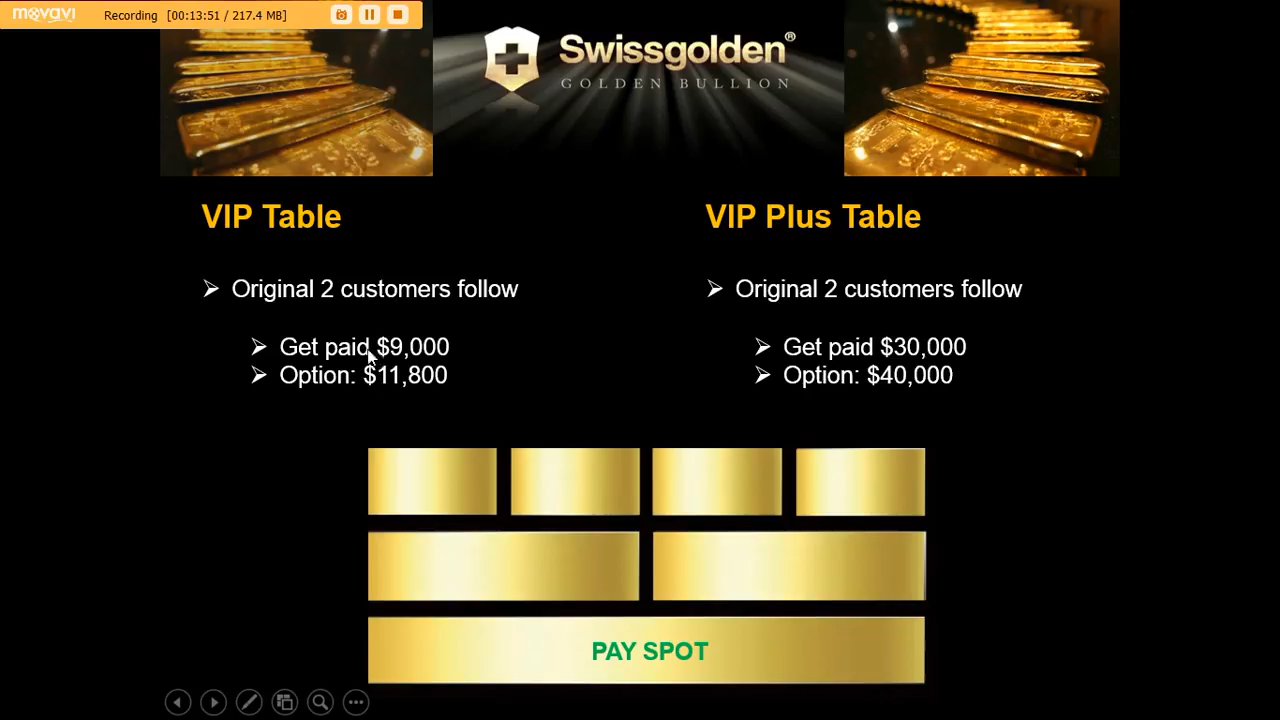 movavi
Recording [00:13:51 / 217.4 MB]
Swissgolden®
GOLDEN BULLION
VIP Table
Original 2 customers follow
Get paid $9,000
Option: $11,800
VIP Plus Table
Original 2 customers follow
Get paid $30,000
Option: $40,000
PAY SPOT